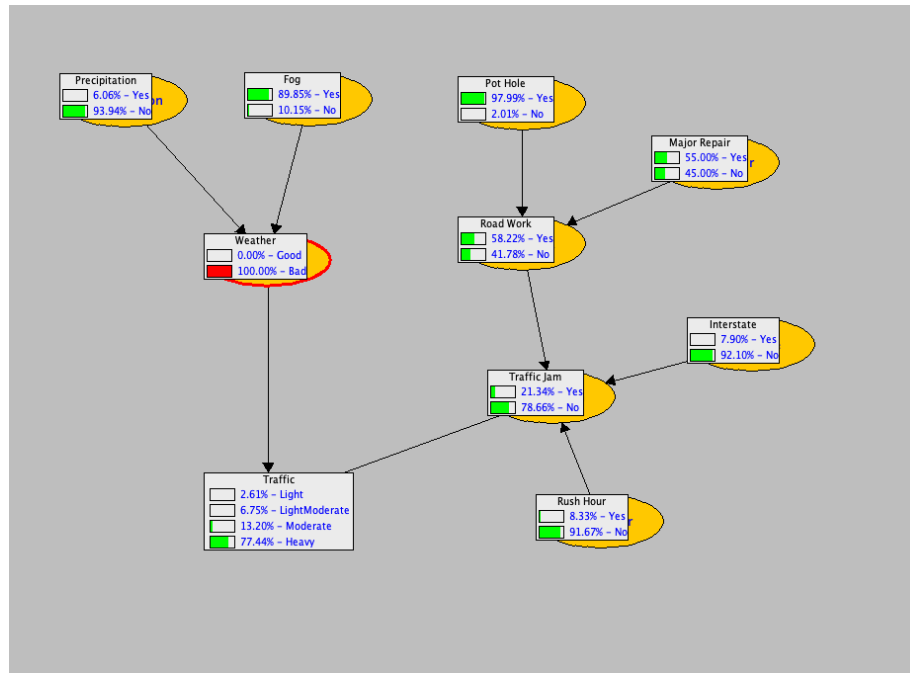 Precipitation
6.06% - Yes
93.94% - No
on
Fog
89.85% - Yes
10.15% - No
Pot Hole
97.99% - Yes
2.01% - No
Major Repair
55.00% - Yes
45.00% - No
r
Weather
0.00% - Good
100.00% - Bad
Road Work
58.22% - Yes
41.78% - No
Interstate
7.90% - Yes
92.10% - No
Traffic Jam
21.34% - Yes
78.66% - No
Traffic
2.61% - Light
6.75% - LightModerate
13.20% - Moderate
77.44% - Heavy
Rush Hour
8.33% - Yes
91.67% - No
r